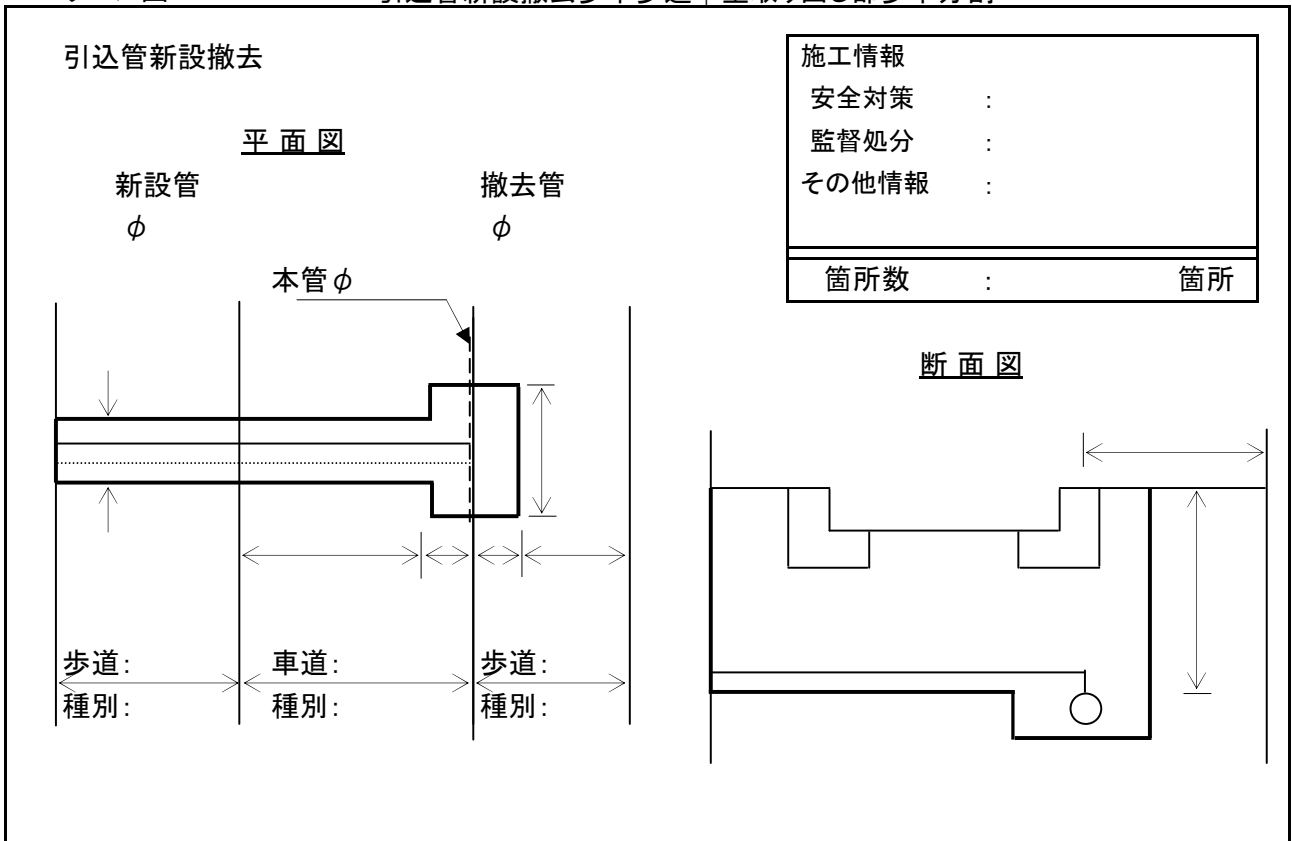 引込管新設撤去
平 面 図
新設管
φ
撤去管
φ
本管φ
歩道:
種別:
車道:
種別:
歩道:
種別:
施工情報
安全対策 :
監督処分 :
その他情報 :
箇所数 : 箇所
断 面 図